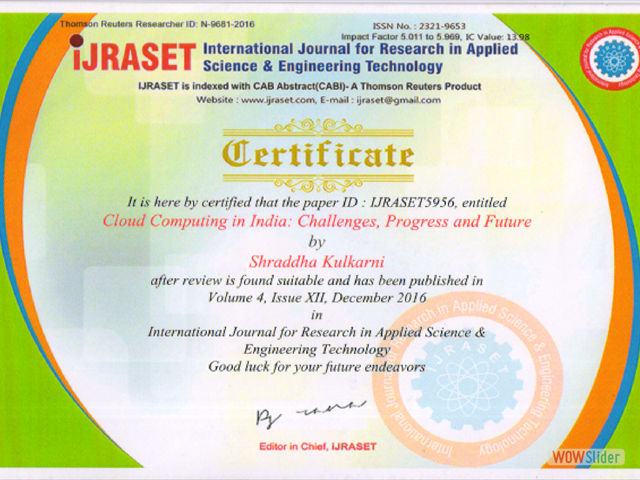 Thomson Reuters Researcher ID: N-9681-2016
ISSN No. : 2321-9653
Impact Factor 5.011 to 5.969, IC Value: 13.98
iJRASET
International Journal for Research in Applied
Science & Engineering Technology
IJRASET is indexed with CAB Abstract(CABI)- A Thomson Reuters Product
Website : www.ijraset.com, E-mail : ijraset@gmail.com
Certificate
It is here by certified that the paper ID : IJRASET5956, entitled
Cloud Computing in India: Challenges, Progress and Future
by
Shraddha Kulkarni
after review is found suitable and has been published in
Volume 4, Issue XII, December 2016
in
International Journal for Research in Applied Science &
Engineering Technology
Good luck for your future endeavors
Editor in Chief, iJRASET
International Journal for Research in Applied Science & Engineering Technology
IJRASET
WOWSlider